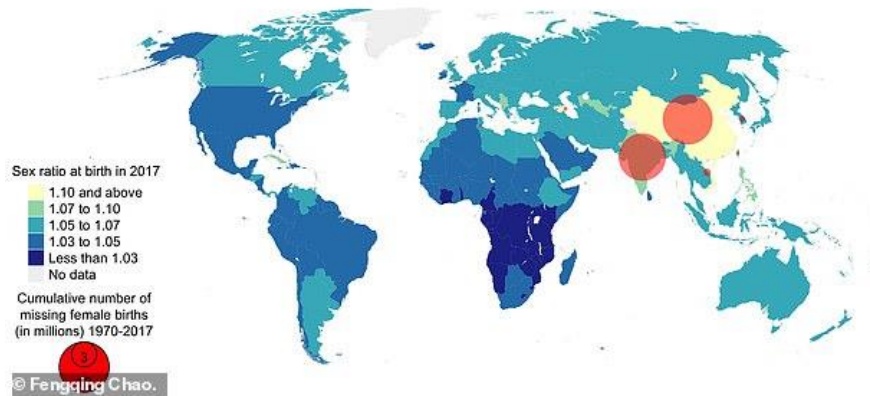 Sex ratio at birth in 2017
1.10 and above
1.07 to 1.10
1.05 to 1.07
1.03 to 1.05
Less than 1.03
No data
Cumulative number of
missing female births
(in millions) 1970-2017
3
© Fengqing Chao.